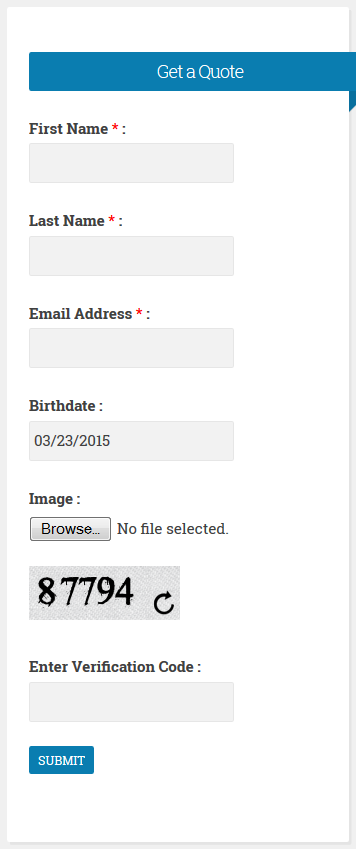 Get a Quote
First Name * :
Last Name * :
Email Address * :
Birthdate :
03/23/2015
Image :
Browse... No file selected.
87794
Enter Verification Code :
SUBMIT